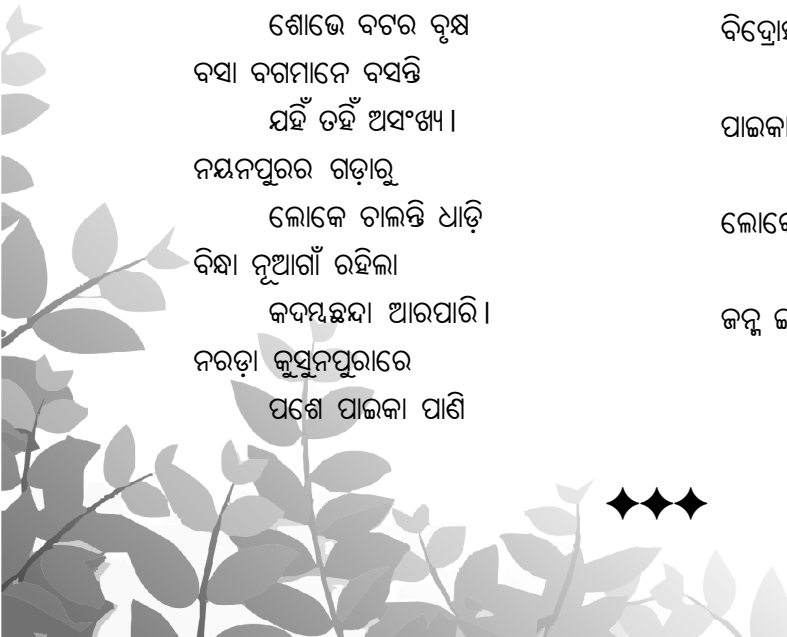 ଶୋଭେ ବଟର ବୃକ୍ଷ
ବସା ବଗମାନେ ବସନ୍ତି
ଯହିଁ ତହିଁ ଅସଂଖ୍ୟ।
ନୟନପୁରର ଗଡ଼ାରୁ
ଲୋକେ ଚାଲନ୍ତି ଧାଡ଼ି
ବିନ୍ଧା ନୂଆଗାଁ ରହିଲା
କଦମ୍ବଛନ୍ଦା ଆରପାରି।
ନରଡ଼ା କୁସୁନପୁରାରେ
ପଶେ ପାଇକା ପାଣି
ଜନ୍ମ